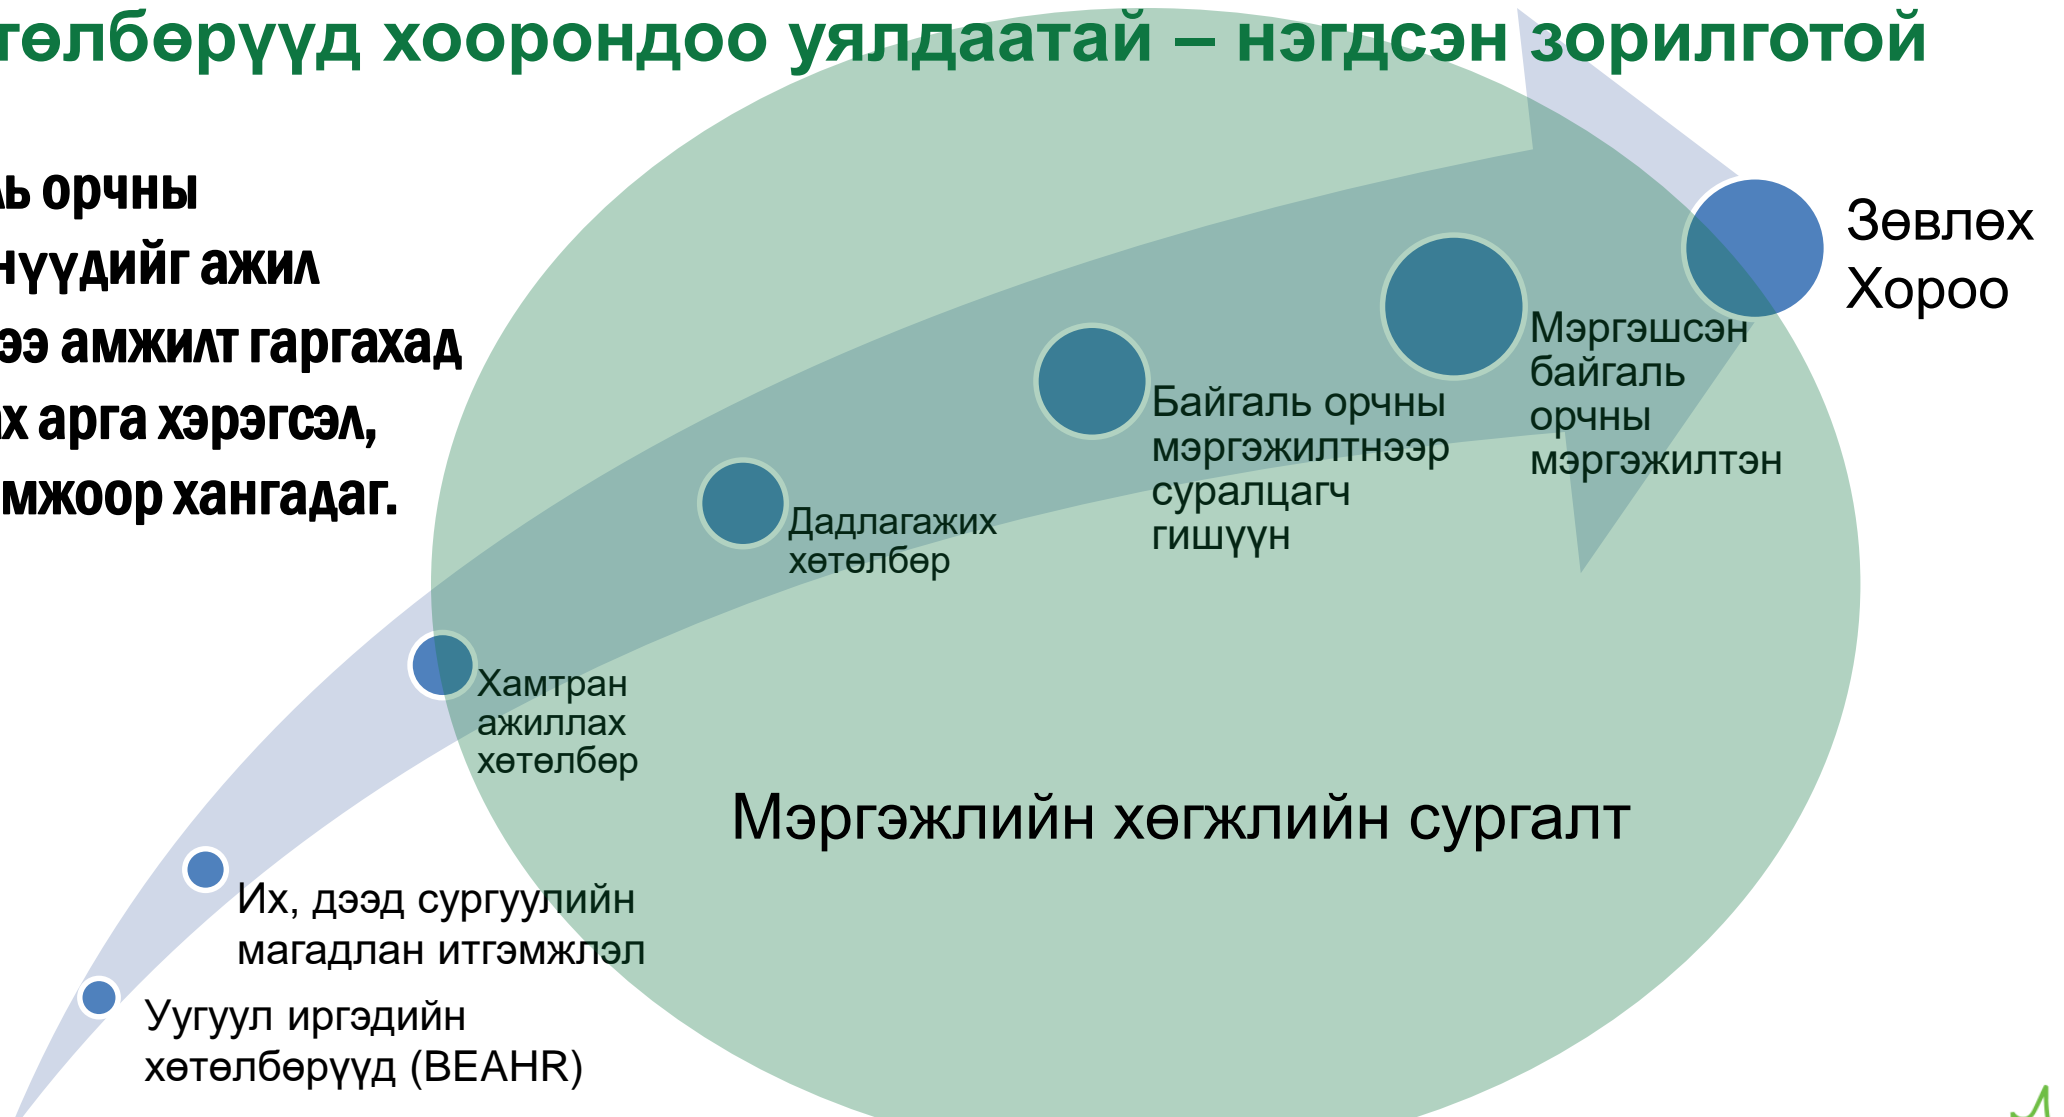 төлбөрүүд хоорондоо уялдаатай – нэгдсэн зорилготой
ль орчны
нүүдийг ажил
ээ амжилт гаргахад
ах арга хэрэгсэл,
мжоор хангадаг.
Зөвлөх
Хороо
Мэргэшсэн
байгаль
орчны
мэргэжилтэн
Байгаль орчны
мэргэжилтнээр
суралцагч
гишүүн
Дадлагажих
хөтөлбөр
Хамтран
ажиллах
хөтөлбөр
Мэргэжлийн хөгжлийн сургалт
Их, дээд сургуулийн
магадлан итгэмжлэл
Уугуул иргэдийн
хөтөлбөрүүд (BEAHR)